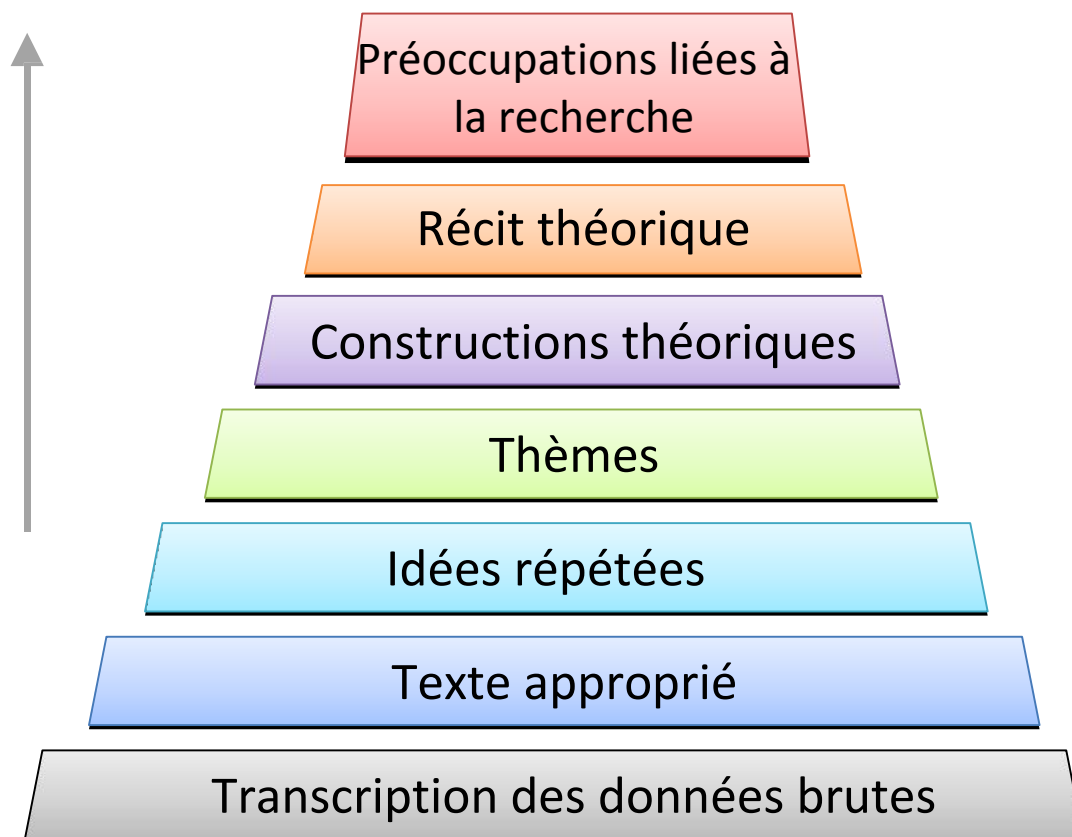 Préoccupations liées à
la recherche
Récit théorique
Constructions théoriques
Thèmes
Idées répétées
Texte approprié
Transcription des données brutes